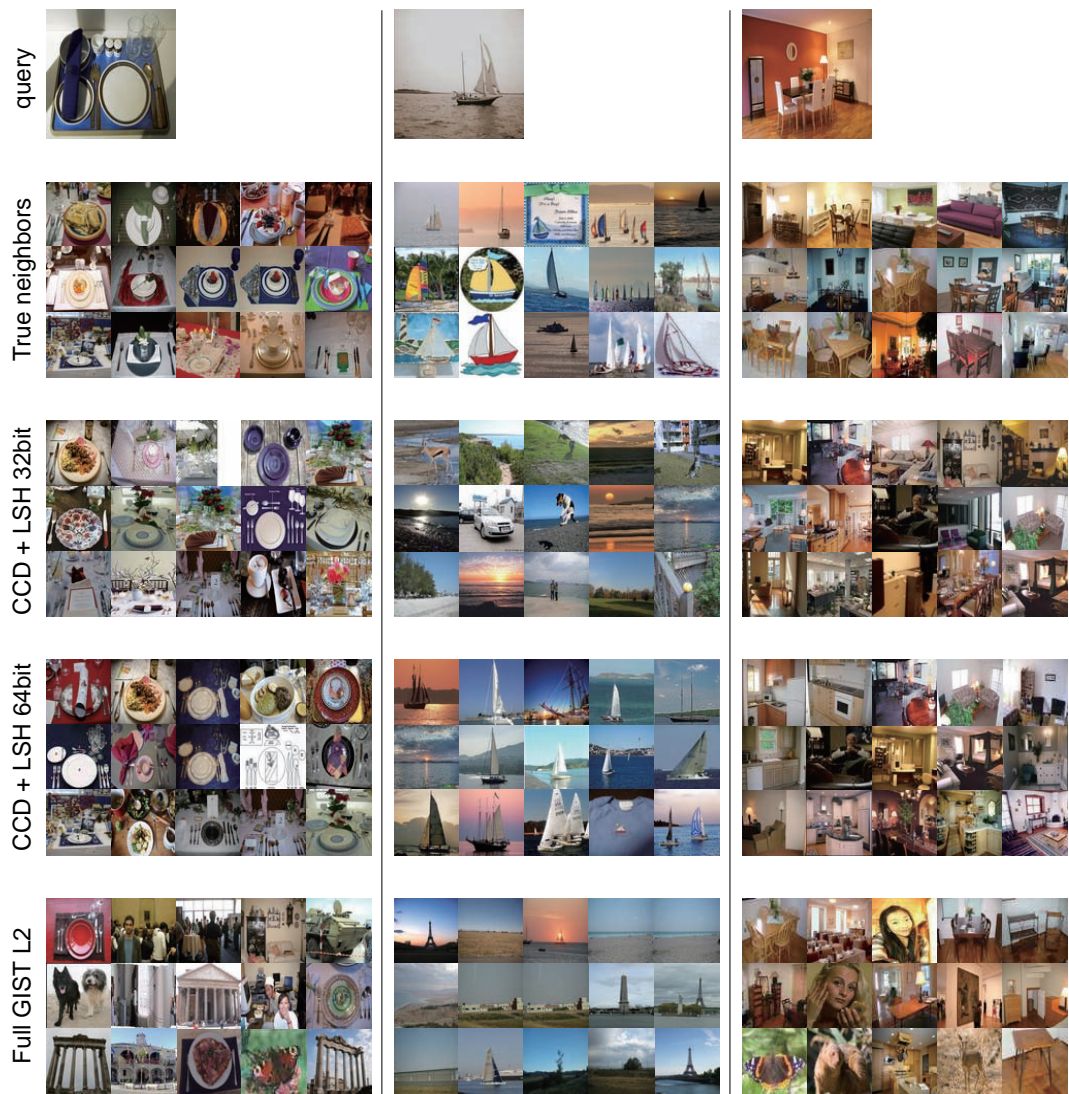 query
True neighbors
CCD + LSH 32bit
CCD + LSH 64bit
Full GIST L2